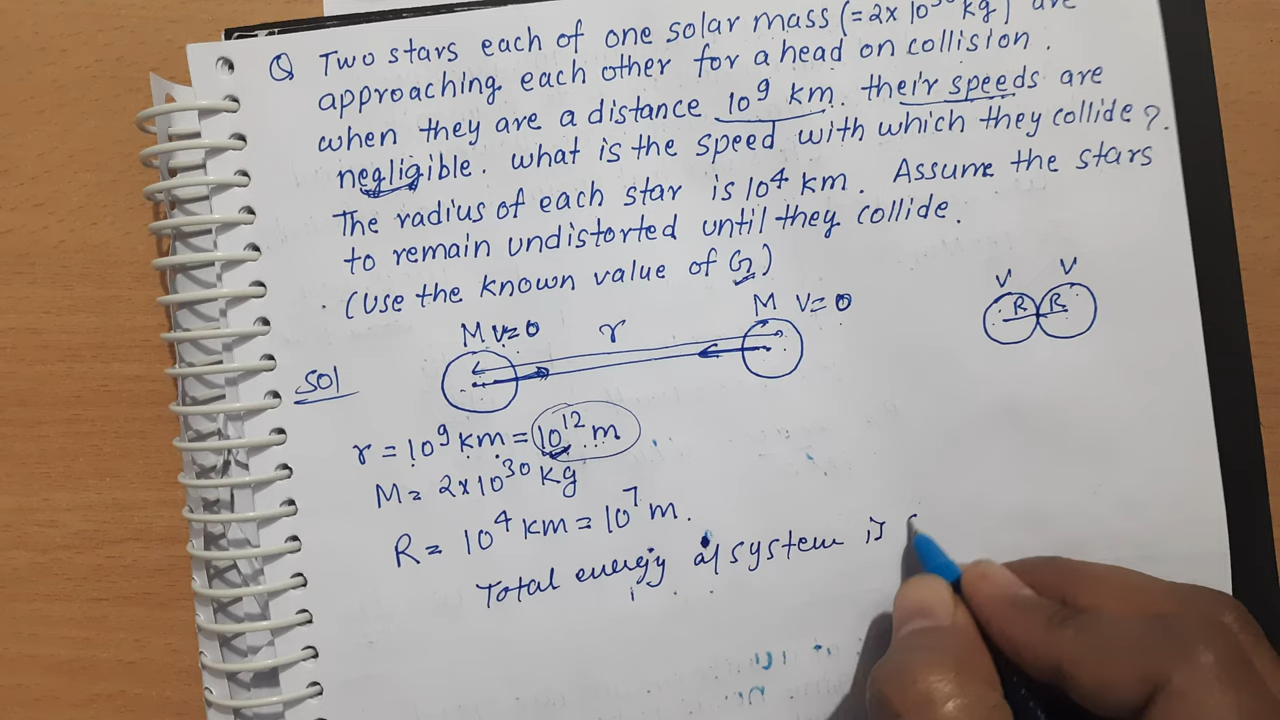 Q Two stars each of one solar mass (= 2x 10³⁰ kg) are
approaching each other for a head on collision.
when they are a distance 10⁹ km. their speeds are
negligible. what is the speed with which they collide?
The radius of each star is 10⁴ km. Assume the stars
to remain undistorted until they collide.
(use the known value of G)
V V
R R
M V=0 r M V=0
Sol
r = 10⁹ km = 10¹² m
M = 2x10³⁰ kg
R = 10⁴ km = 10⁷ m.
Total energy of system is